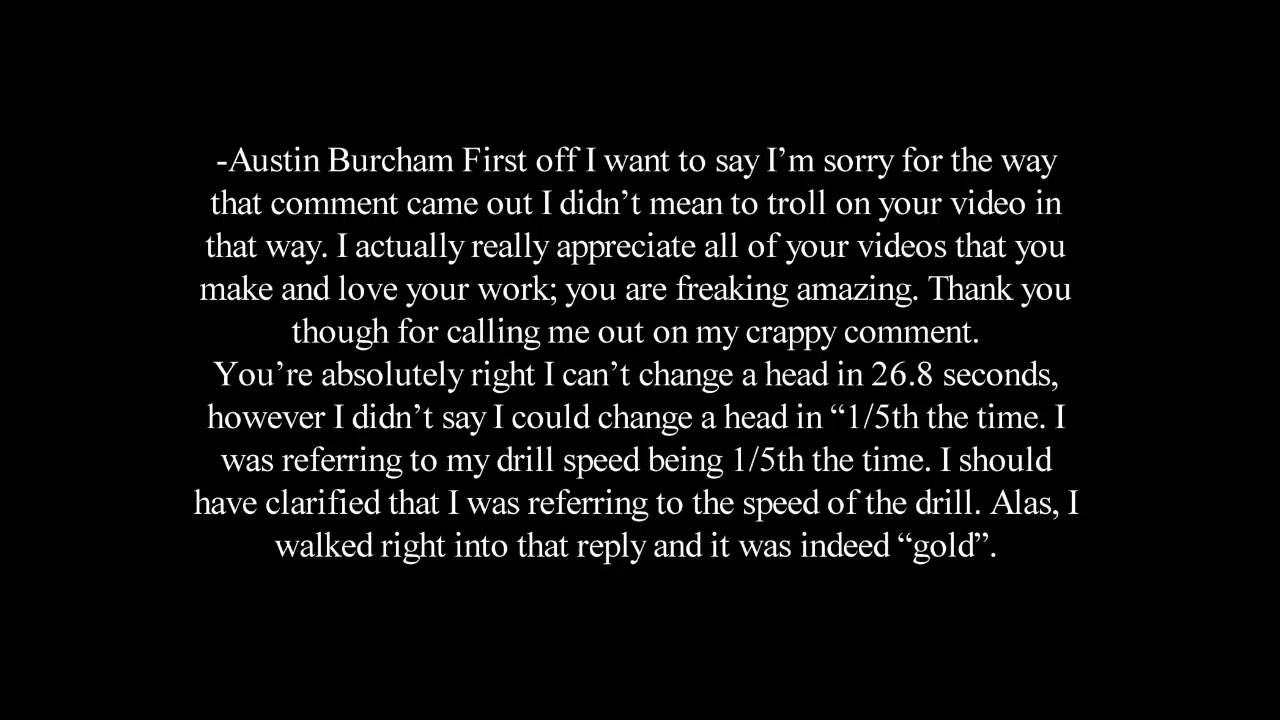 -Austin Burcham First off I want to say I’m sorry for the way
that comment came out I didn’t mean to troll on your video in
that way. I actually really appreciate all of your videos that you
make and love your work; you are freaking amazing. Thank you
though for calling me out on my crappy comment.
You’re absolutely right I can’t change a head in 26.8 seconds,
however I didn’t say I could change a head in “1/5th the time. I
was referring to my drill speed being 1/5th the time. I should
have clarified that I was referring to the speed of the drill. Alas, I
walked right into that reply and it was indeed “gold”.